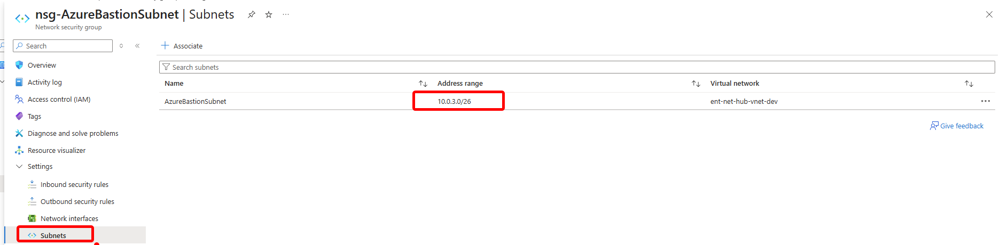 nsg-AzureBastionSubnet | Subnets
Network security group
Search
Associate
Search subnets
Overview
Activity log
Access control (IAM)
Tags
Diagnose and solve problems
Resource visualizer
Settings
Inbound security rules
Outbound security rules
Network interfaces
Subnets
Name Address range Virtual network
AzureBastionSubnet 10.0.3.0/26 ent-net-hub-vnet-dev
Give feedback